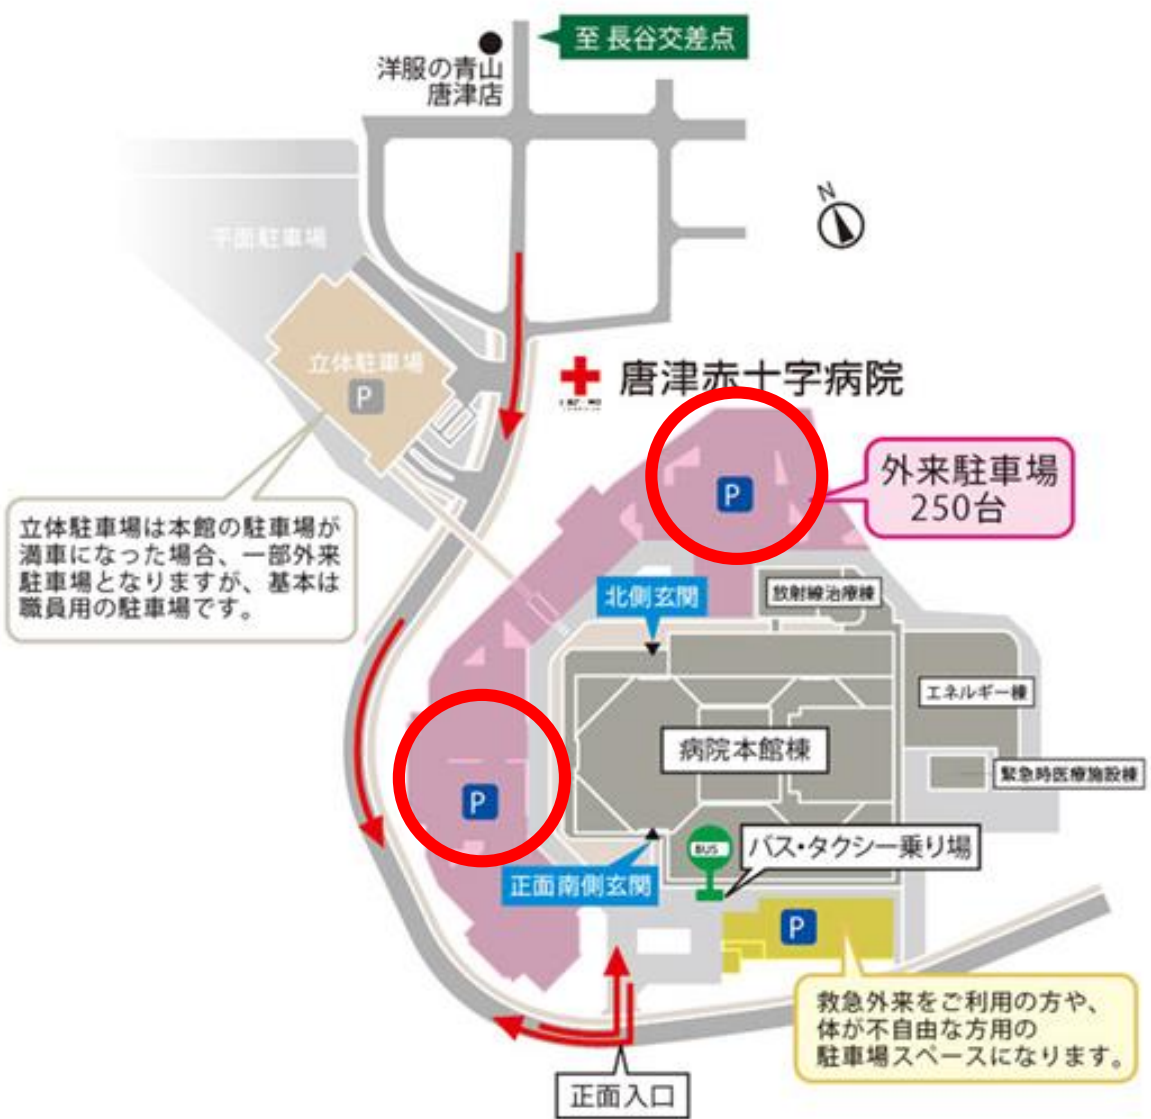 至 長谷交差点
洋服の青山
唐津店
N
平面駐車場
立体駐車場
P
唐津赤十字病院
外来駐車場
250台
P
立体駐車場は本館の駐車場が
満車になった場合、一部外来
駐車場となりますが、基本は
職員用の駐車場です。
北側玄関
放射線治療棟
エネルギー棟
病院本館棟
緊急時医療施設棟
P
BUS
バス・タクシー乗り場
正面南側玄関
P
救急外来をご利用の方や、
体が不自由な方用の
駐車場スペースになります。
正面入口